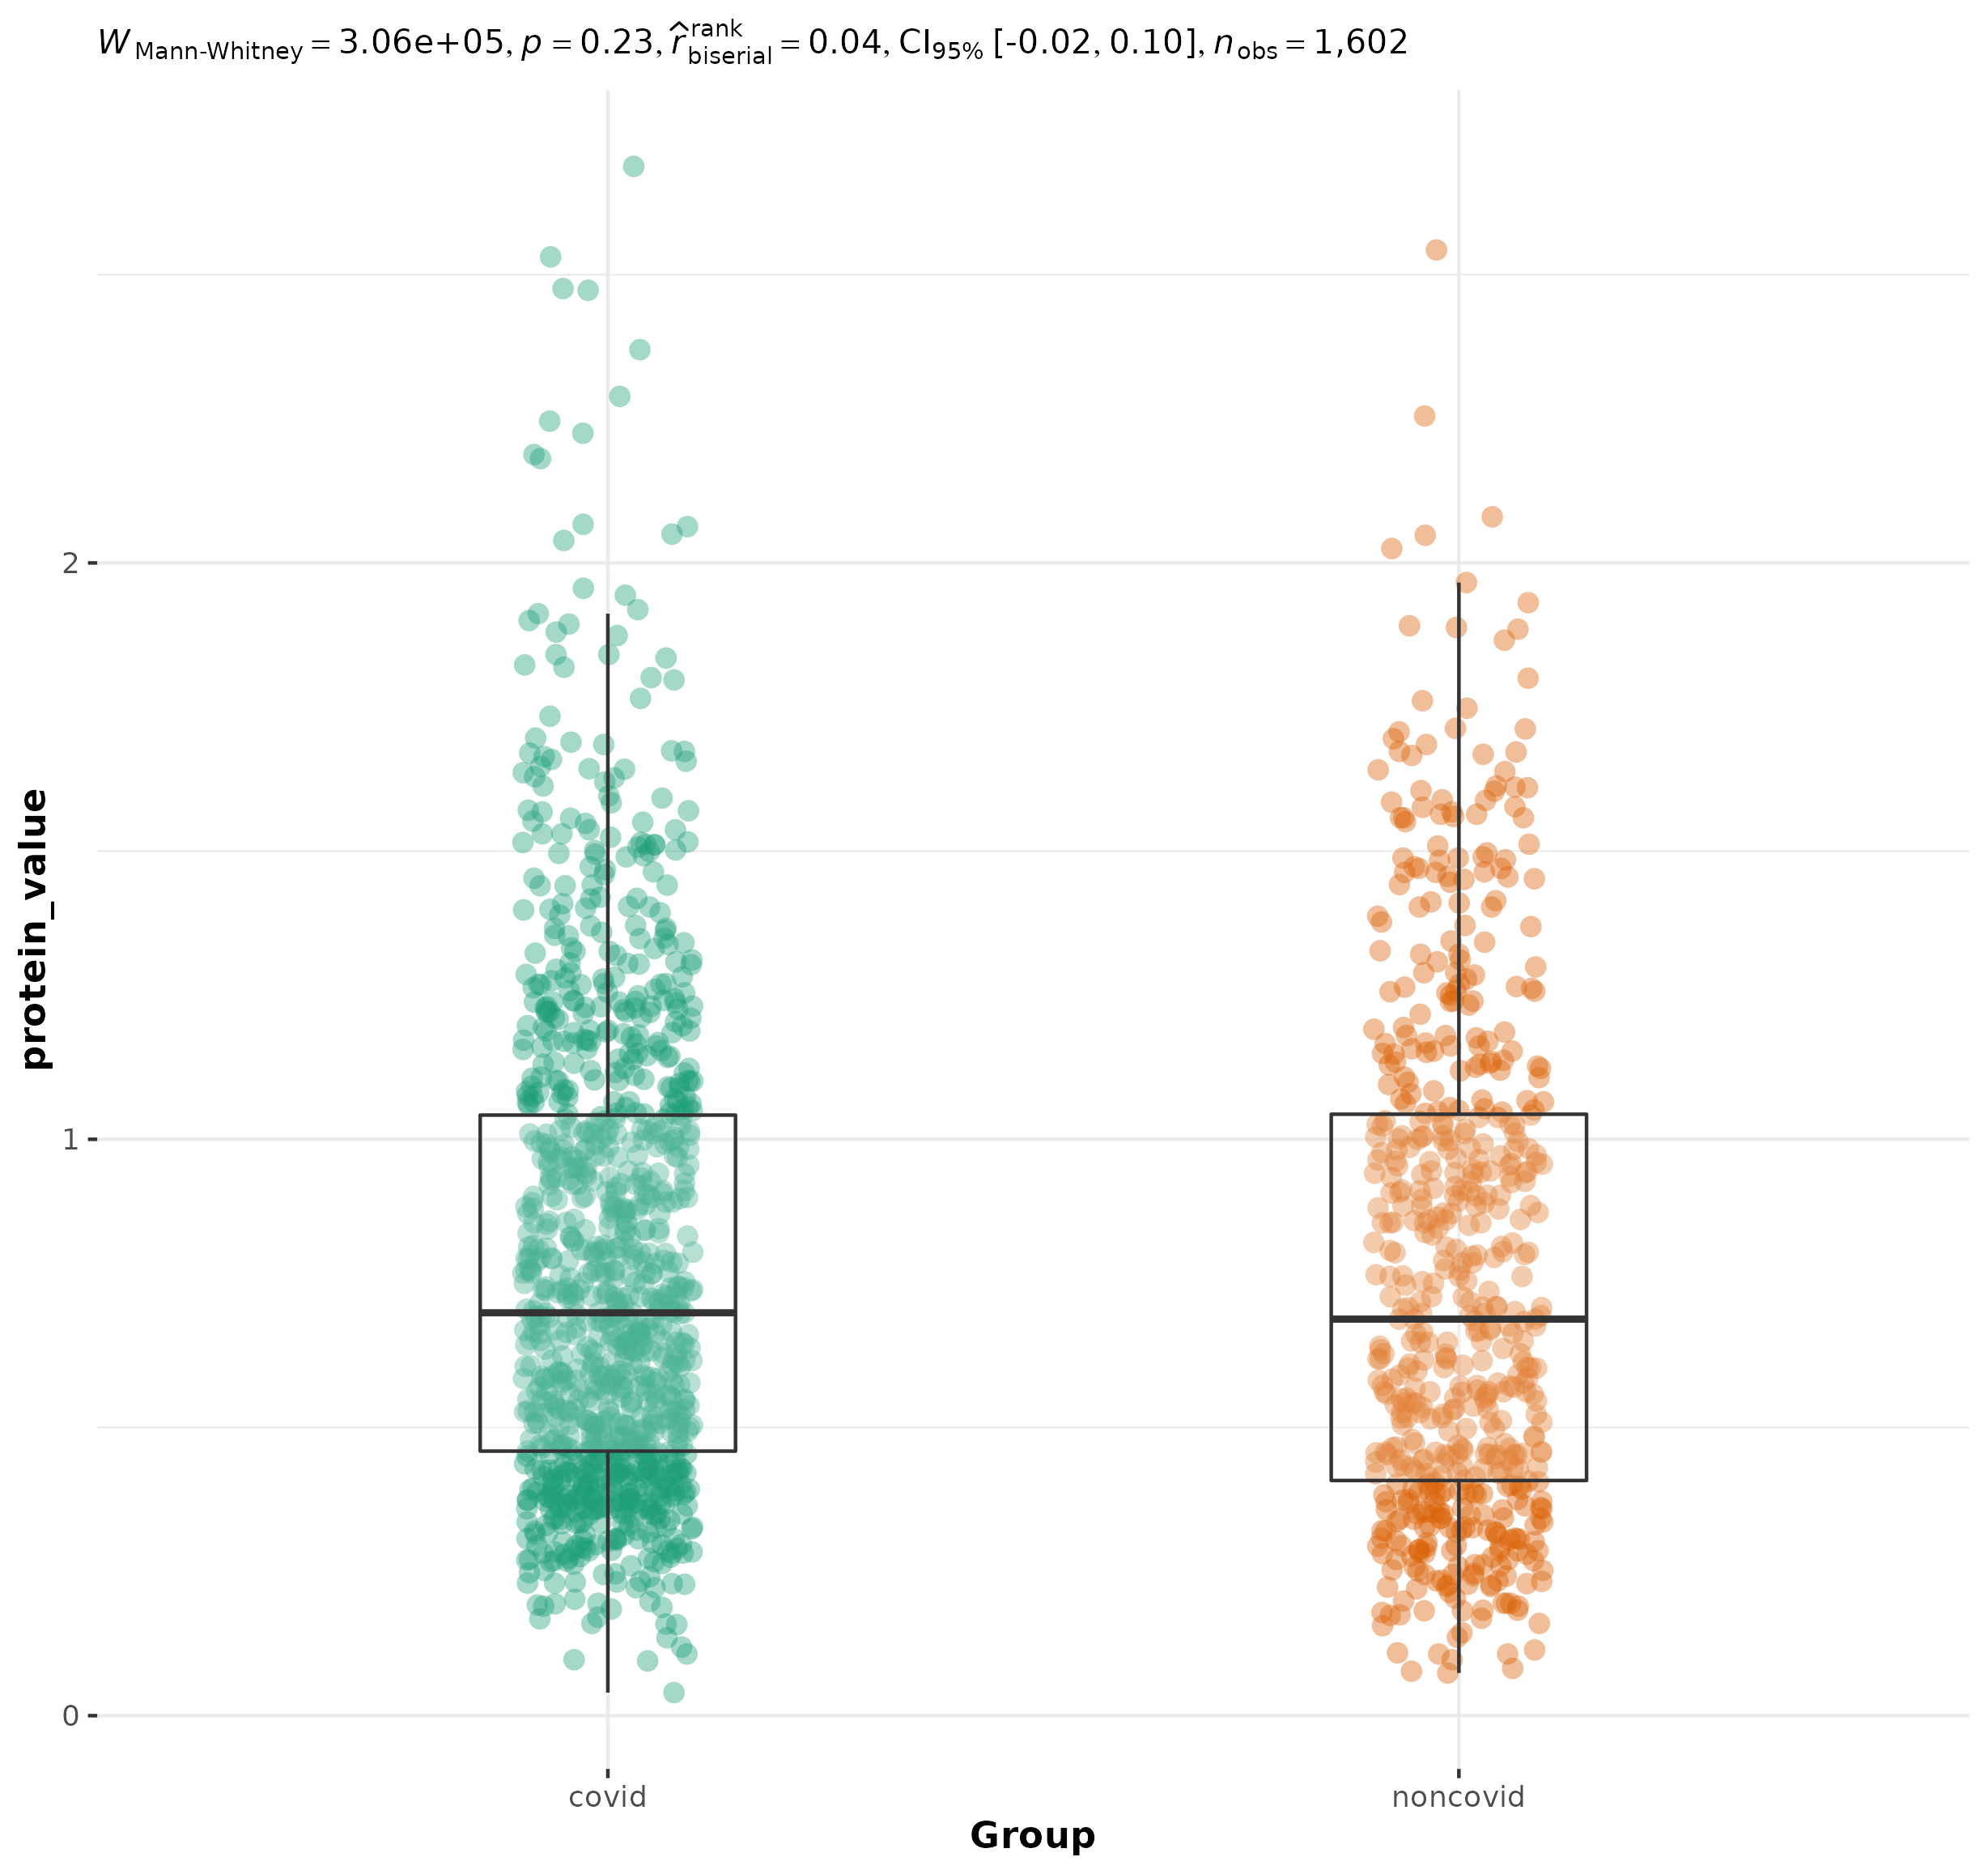 W Mann-Whitney = 3.06e+05, p = 0.23, r̂ rank biserial = 0.04, CI95% [-0.02, 0.10], n obs = 1,602
protein_value
2
1
0
covid noncovid
Group